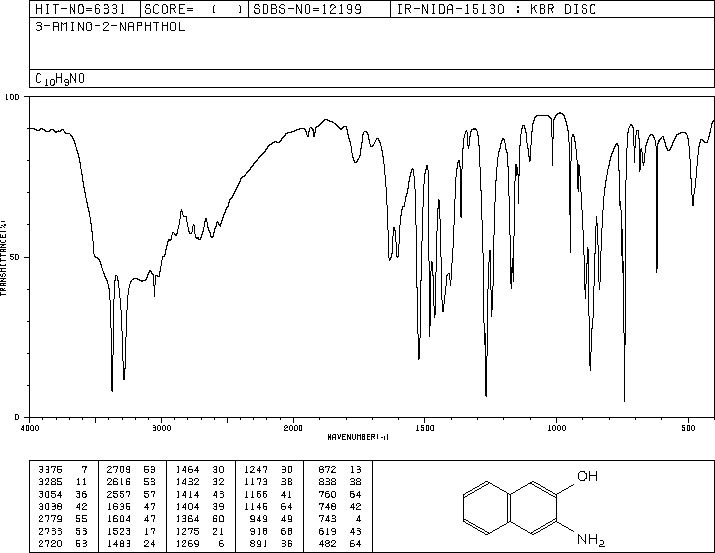 HIT-NO=6331 SCORE= ( ) SDBS-NO=12199 IR-NIDA-15130 : KBR DISC
3-AMINO-2-NAPHTHOL
C10H9NO
100
TRANSMITTANCE(%)
50
0
4000 3000 2000 1500 1000 500
WAVENUMBER(-1)
3375 7 2709 53 1464 30 1247 30 872 13
3285 11 2616 53 1432 32 1173 38 838 38
3054 36 2557 57 1414 43 1166 41 760 64
3038 42 1636 47 1404 39 1146 64 748 42
2779 55 1604 47 1364 60 949 49 743 4
2733 53 1523 17 1275 21 918 68 619 43
2720 53 1483 24 1269 6 891 36 482 64
OH
NH2